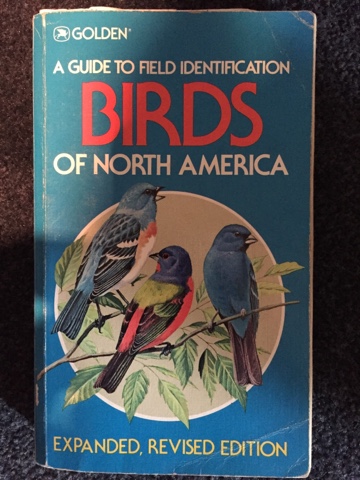 GOLDEN®
A GUIDE TO FIELD IDENTIFICATION
BIRDS
OF NORTH AMERICA
EXPANDED, REVISED EDITION